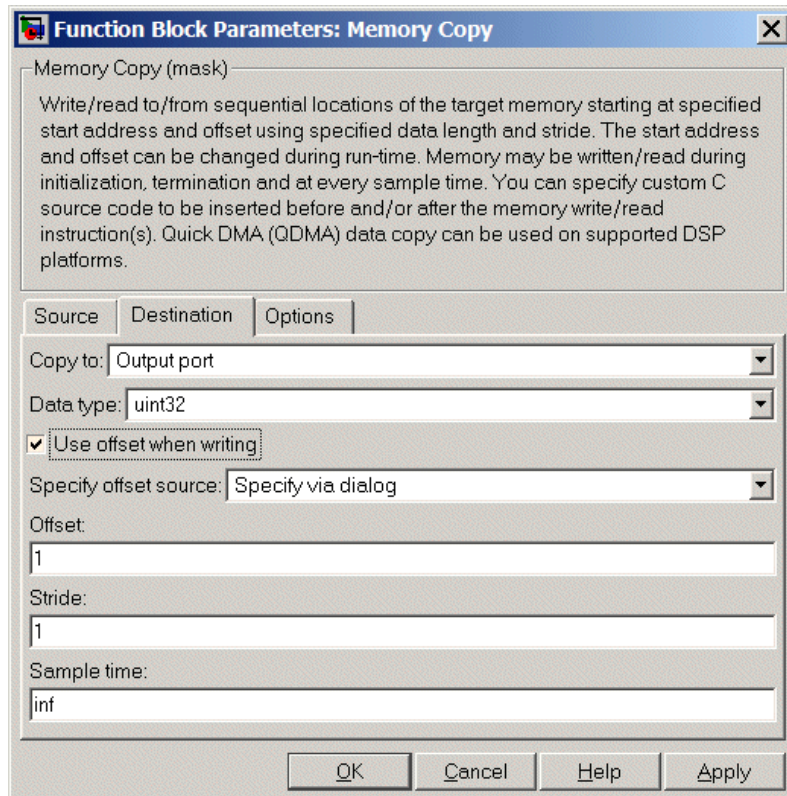 Function Block Parameters: Memory Copy
Memory Copy (mask)
Write/read to/from sequential locations of the target memory starting at specified
start address and offset using specified data length and stride. The start address
and offset can be changed during run-time. Memory may be written/read during
initialization, termination and at every sample time. You can specify custom C
source code to be inserted before and/or after the memory write/read
instruction(s). Quick DMA (QDMA) data copy can be used on supported DSP
platforms.
Source Destination Options
Copy to: Output port
Data type: uint32
Use offset when writing
Specify offset source: Specify via dialog
Offset:
1
Stride:
1
Sample time:
inf
OK Cancel Help Apply